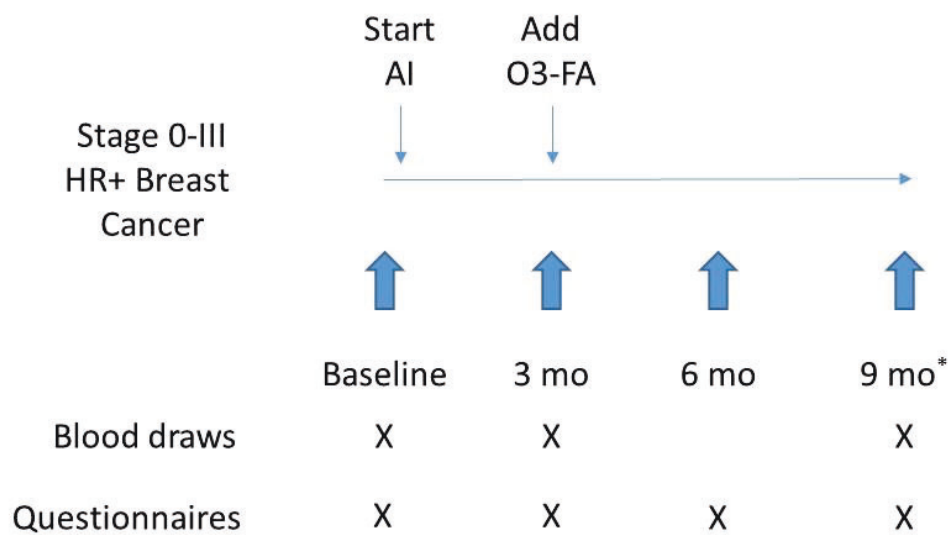 Start Add
AI O3-FA
Stage 0-III
HR+ Breast
Cancer
Baseline 3 mo 6 mo 9 mo*
Blood draws X X X
Questionnaires X X X X